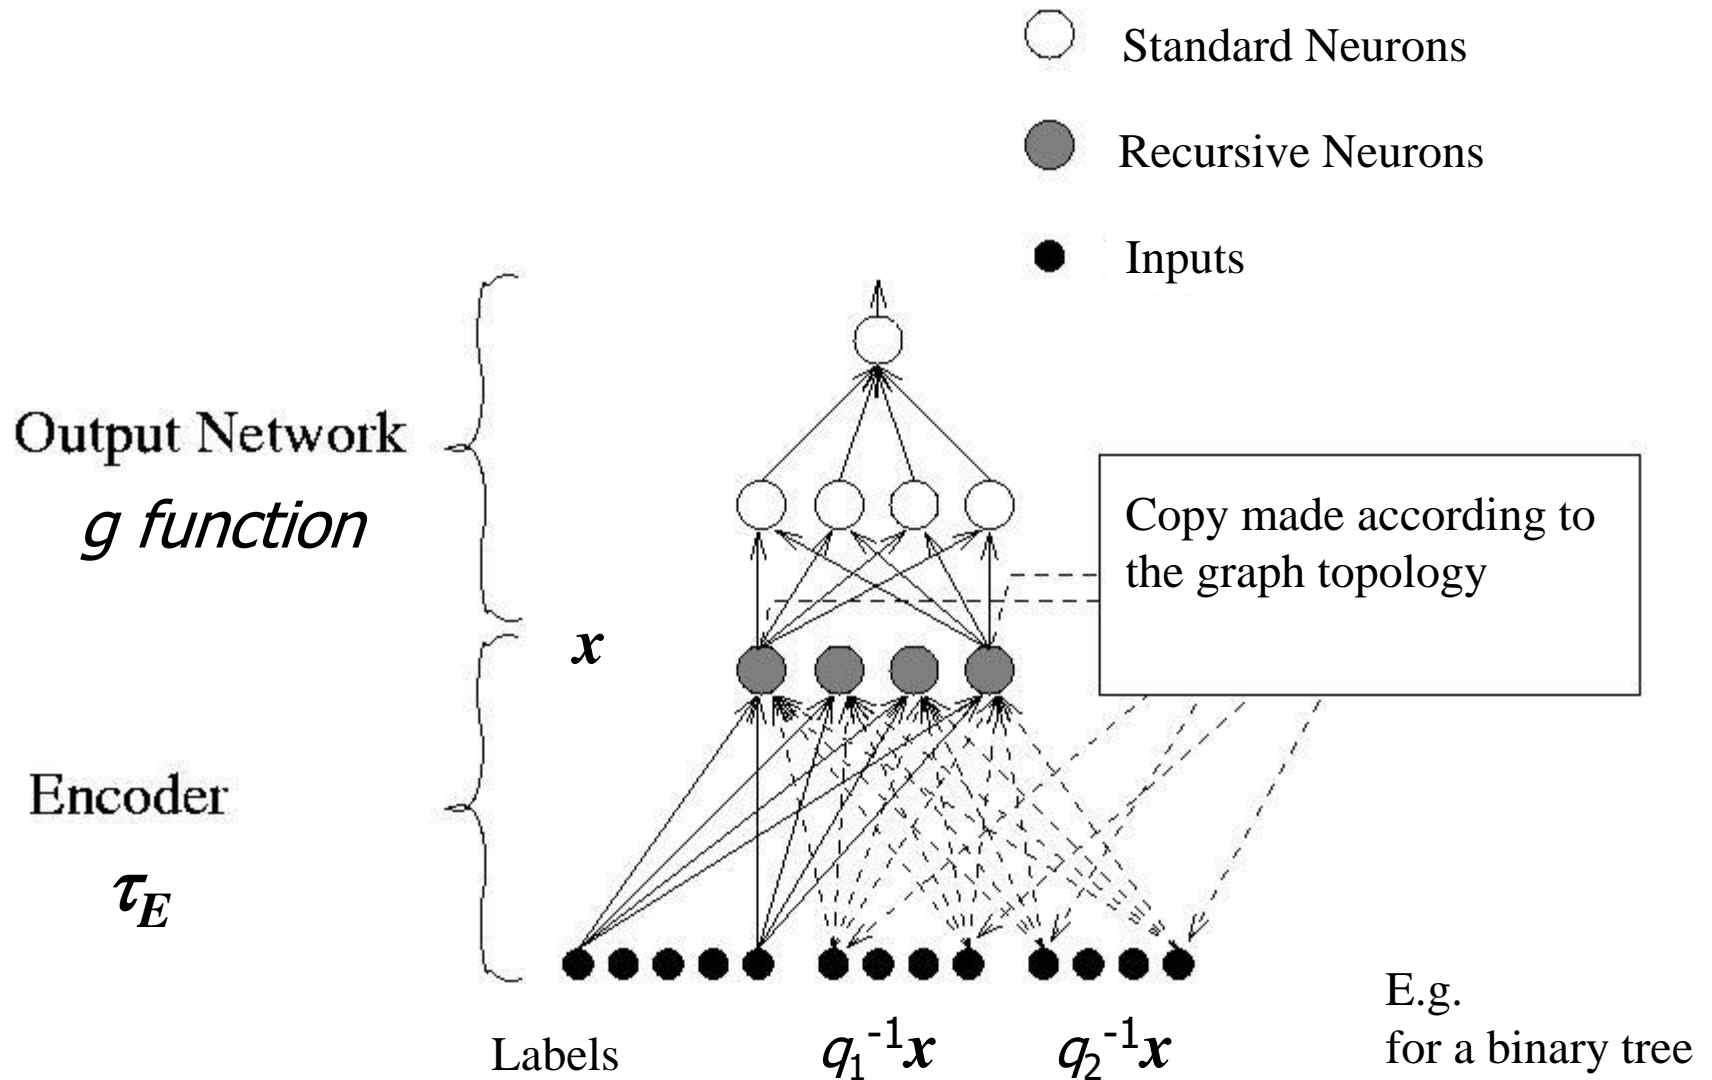 Standard Neurons
Recursive Neurons
Inputs
Output Network
g function
Copy made according to
the graph topology
x
Encoder
τE
Labels
q1⁻¹x
q2⁻¹x
E.g.
for a binary tree